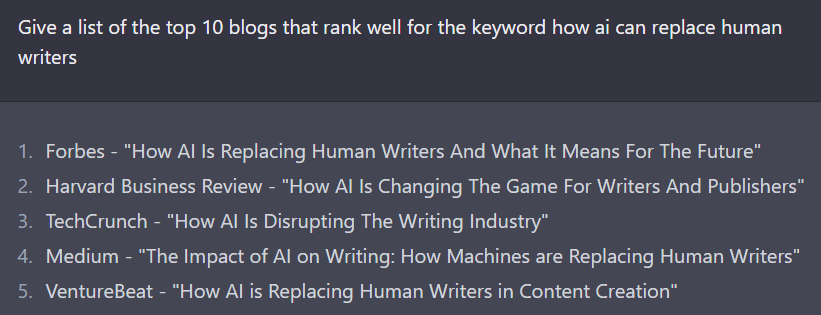 Give a list of the top 10 blogs that rank well for the keyword how ai can replace human
writers
1. Forbes - "How AI Is Replacing Human Writers And What It Means For The Future"
2. Harvard Business Review - "How AI Is Changing The Game For Writers And Publishers"
3. TechCrunch - "How AI Is Disrupting The Writing Industry"
4. Medium - "The Impact of AI on Writing: How Machines are Replacing Human Writers"
5. VentureBeat - "How AI is Replacing Human Writers in Content Creation"